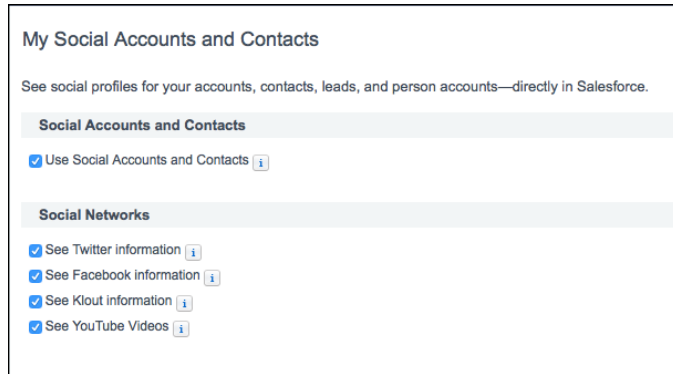 My Social Accounts and Contacts
See social profiles for your accounts, contacts, leads, and person accounts—directly in Salesforce.
Social Accounts and Contacts
Use Social Accounts and Contacts i
Social Networks
See Twitter information i
See Facebook information i
See Klout information i
See YouTube Videos i